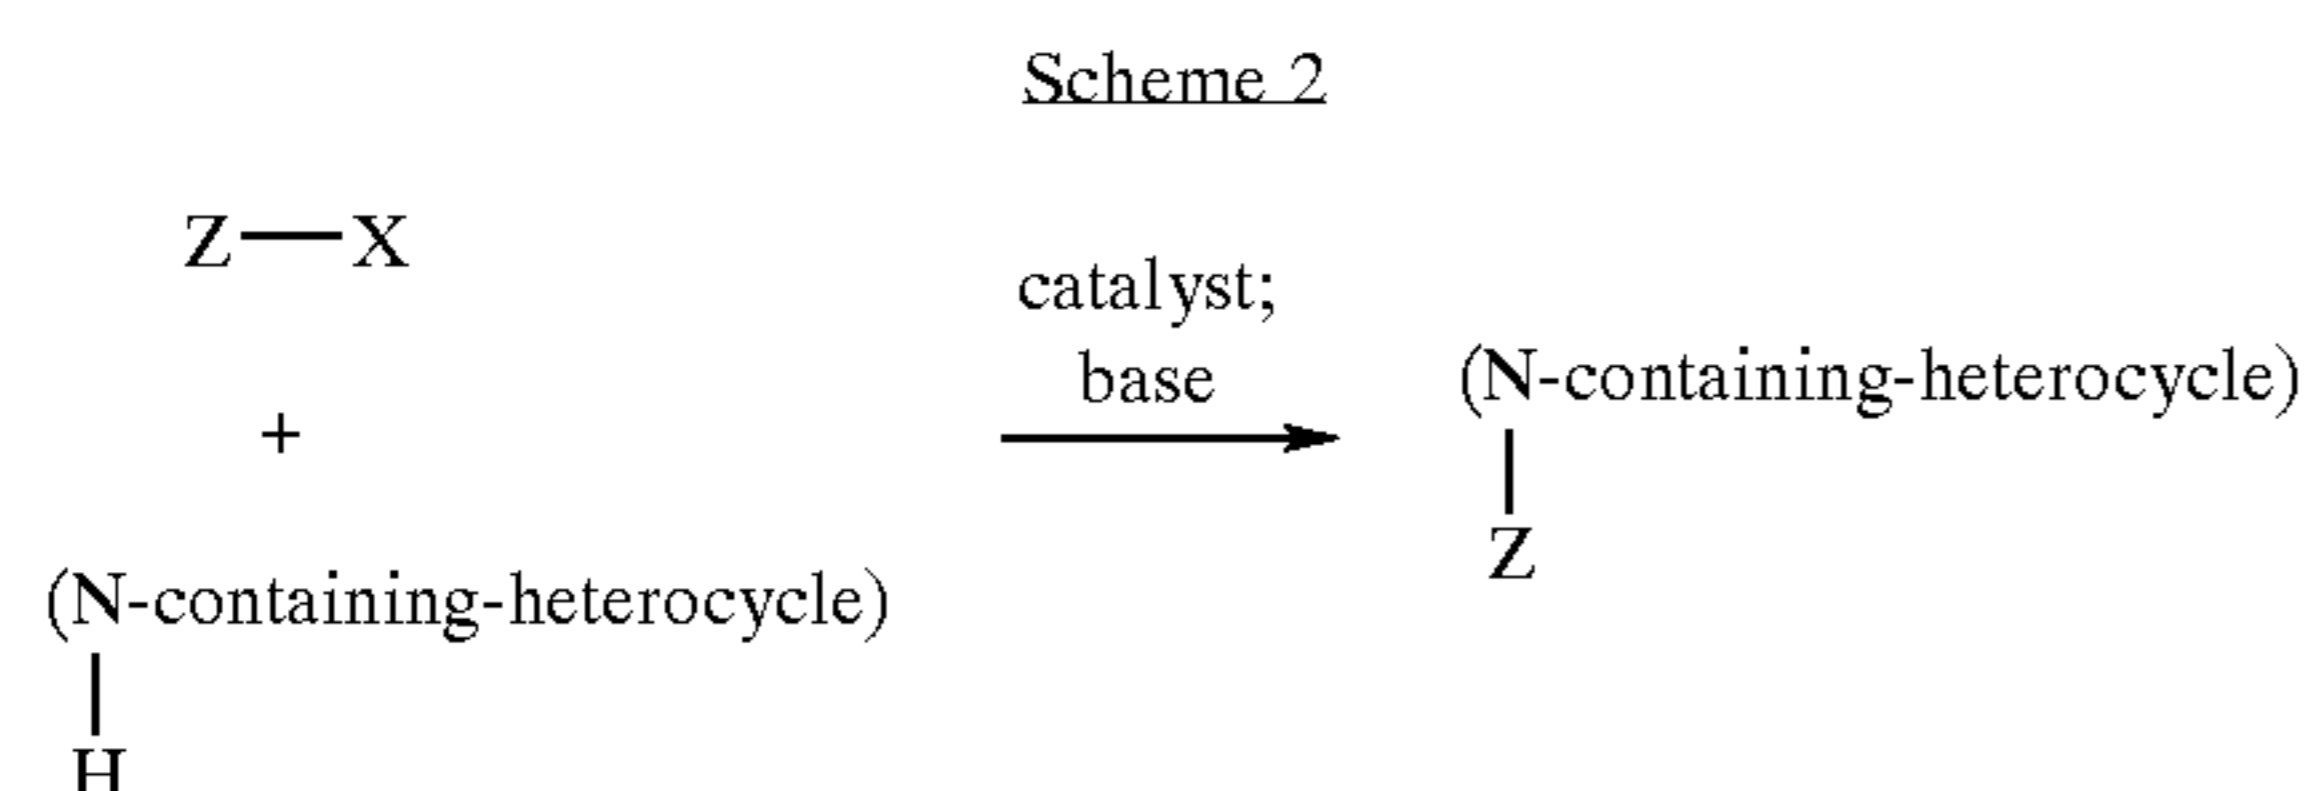 Scheme 2
Z—X
+
(N-containing-heterocycle)
H
catalyst;
base
(N-containing-heterocycle)
Z